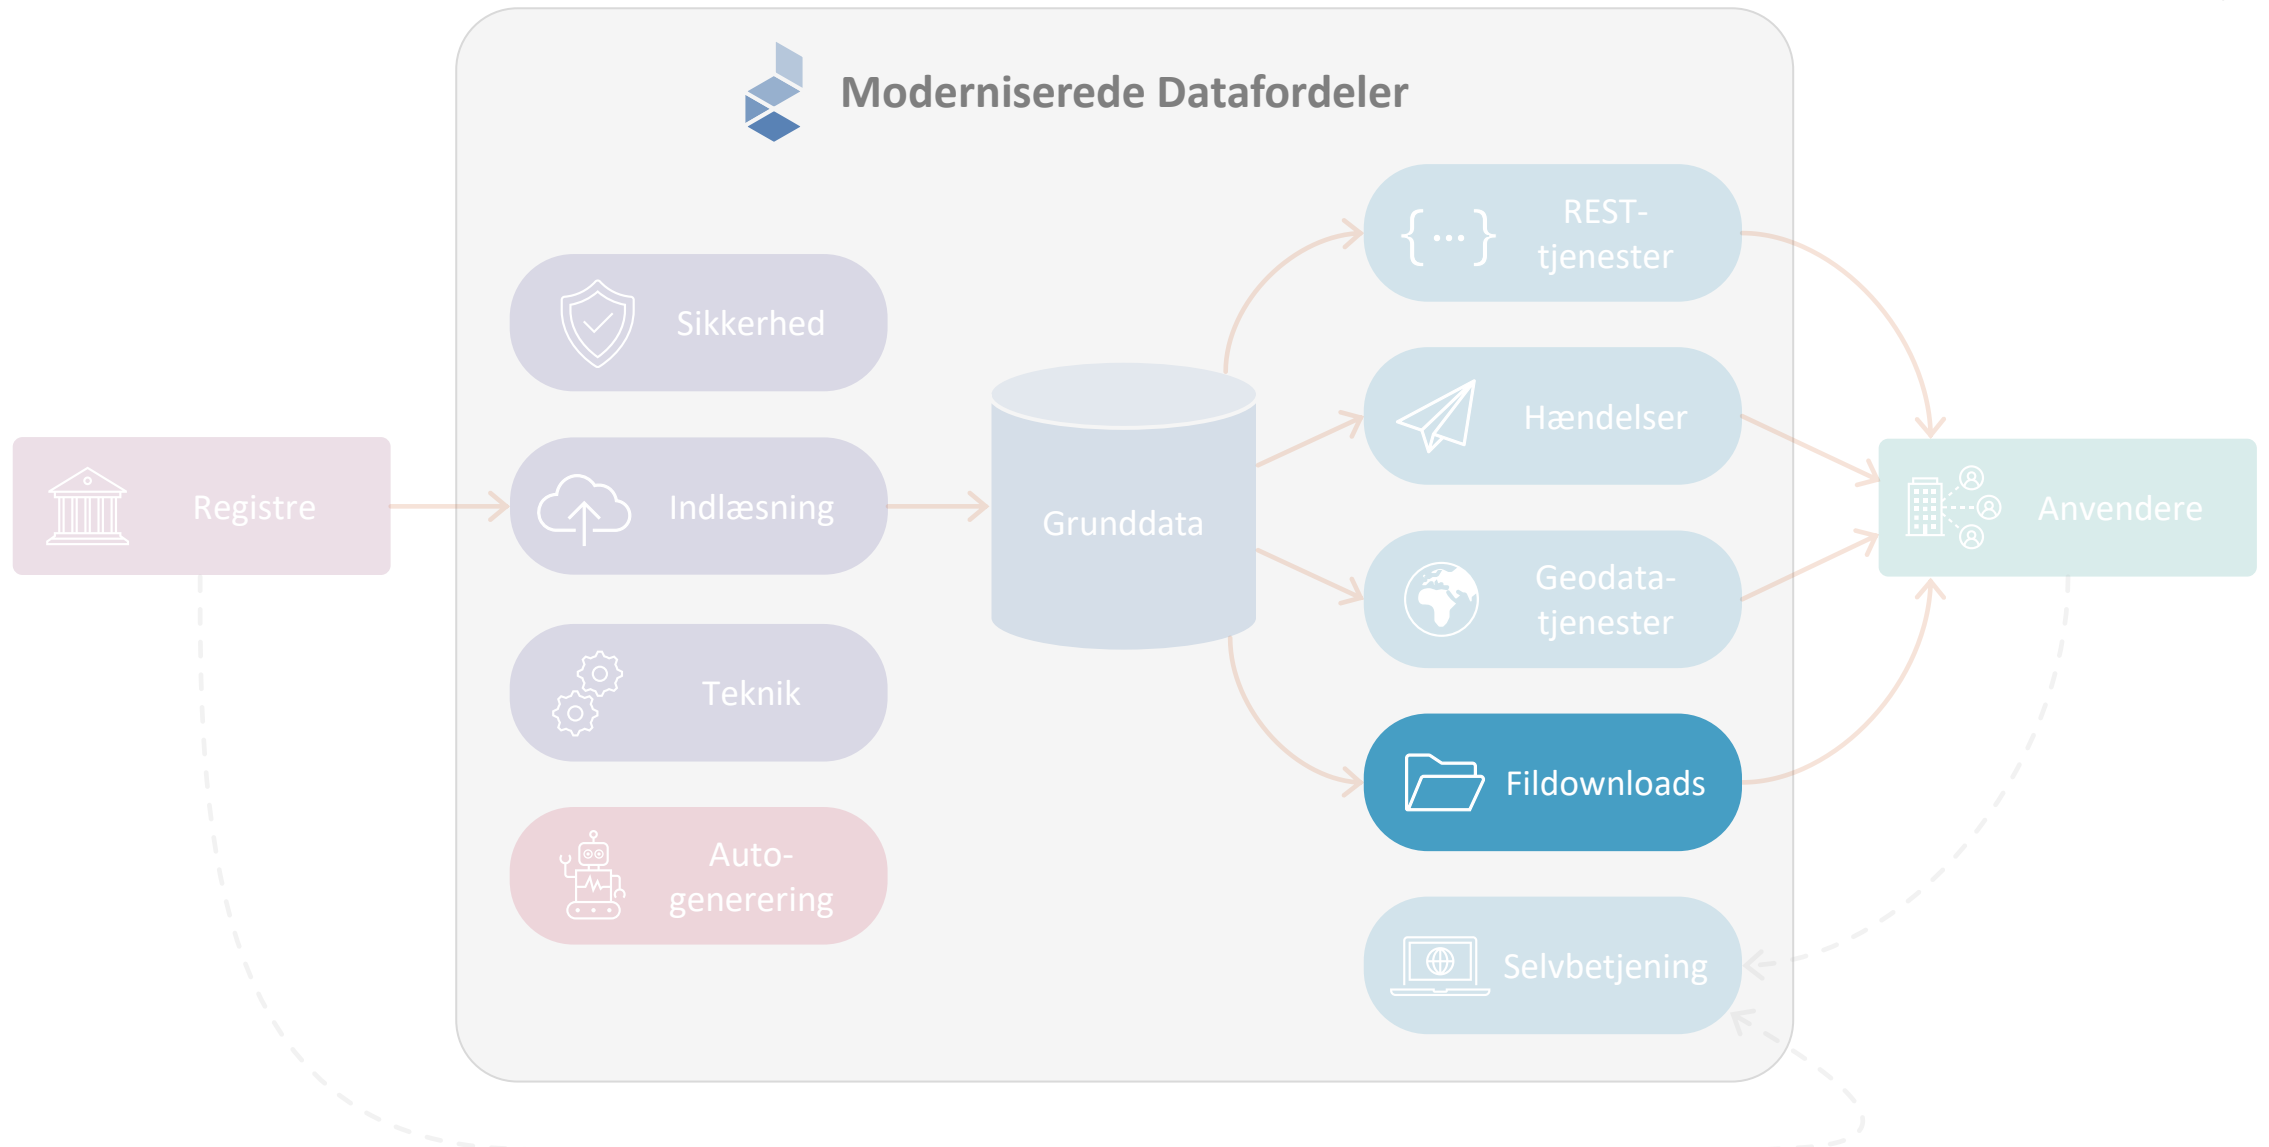 Moderniserede Datafordeler
Registre
Sikkerhed
Indlæsning
Teknik
Auto-
generering
Grunddata
REST-
tjenester
Hændelser
Geodata-
tjenester
Fildownloads
Selvbetjening
Anvendere